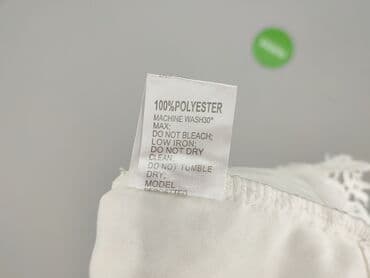 100%POLYESTER
MACHINE WASH30°
MAX;
DO NOT BLEACH;
LOW IRON;
DO NOT DRY
CLEAN
DO NOT TUMBLE
DRY.
MODEL